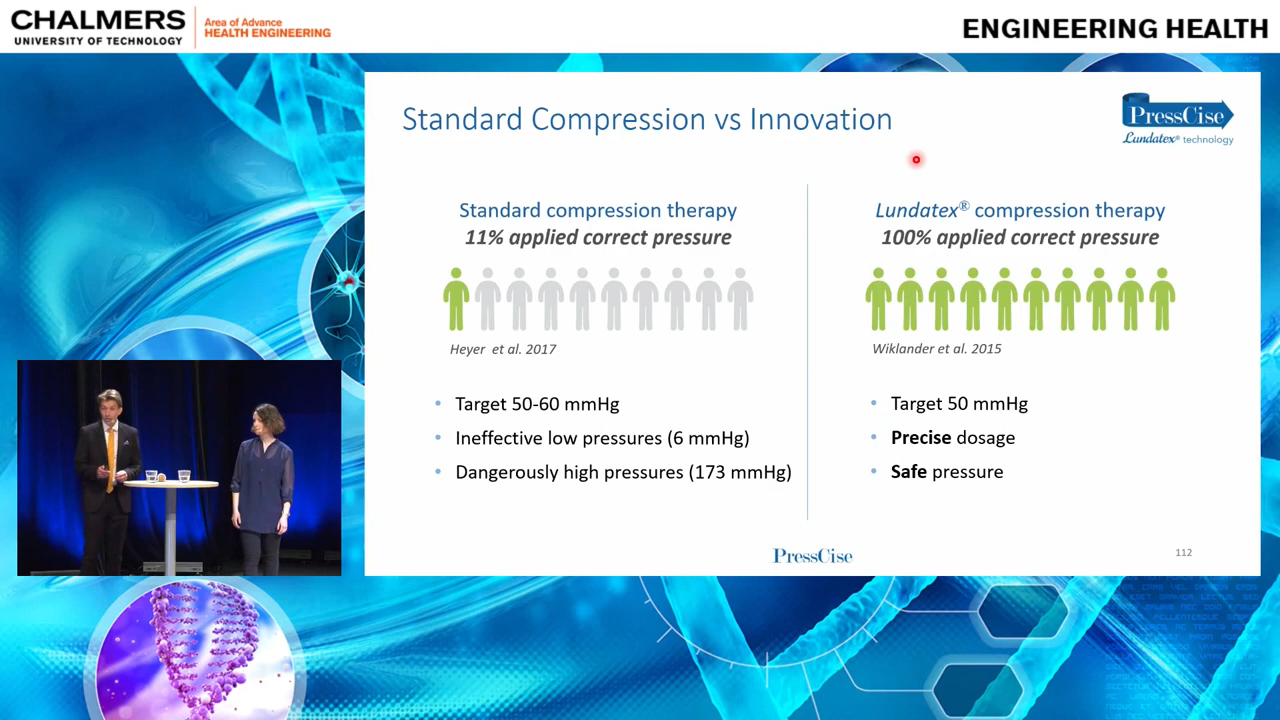 CHALMERS
UNIVERSITY OF TECHNOLOGY
Area of Advance
HEALTH ENGINEERING
ENGINEERING HEALTH
Standard Compression vs Innovation
PressCise
Lundatex® technology
Standard compression therapy
11% applied correct pressure
Heyer et al. 2017
• Target 50-60 mmHg
• Ineffective low pressures (6 mmHg)
• Dangerously high pressures (173 mmHg)
Lundatex® compression therapy
100% applied correct pressure
Wiklander et al. 2015
• Target 50 mmHg
• Precise dosage
• Safe pressure
PressCise
112